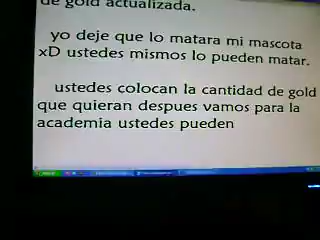 de gold actualizada.
yo deje que lo matara mi mascota
xD ustedes mismos lo pueden matar.
ustedes colocan la cantidad de gold
que quieran despues vamos para la
academia ustedes pueden